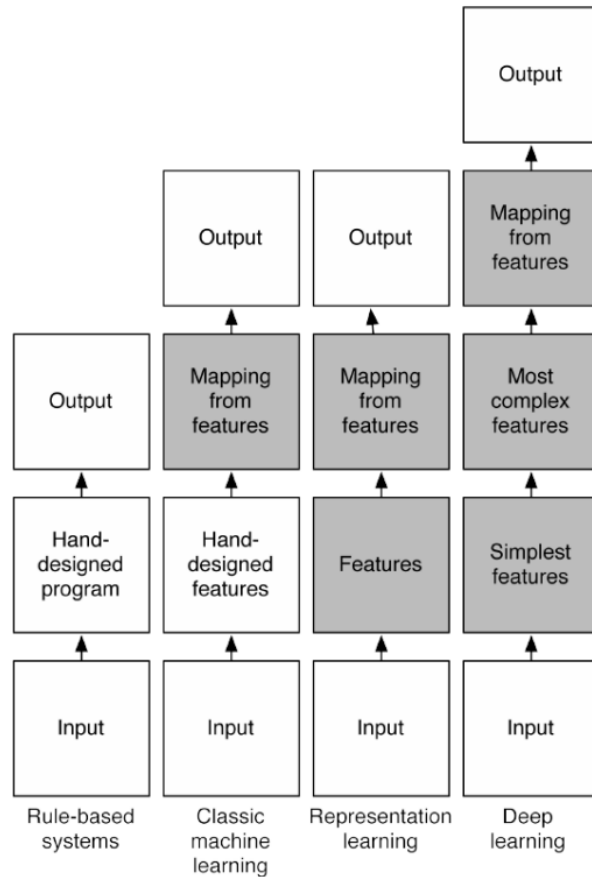 Output
Output
Output
Mapping
from
features
Output
Mapping
from
features
Mapping
from
features
Most
complex
features
Hand-
designed
program
Hand-
designed
features
Features
Simplest
features
Input
Input
Input
Input
Rule-based
systems
Classic
machine
learning
Representation
learning
Deep
learning